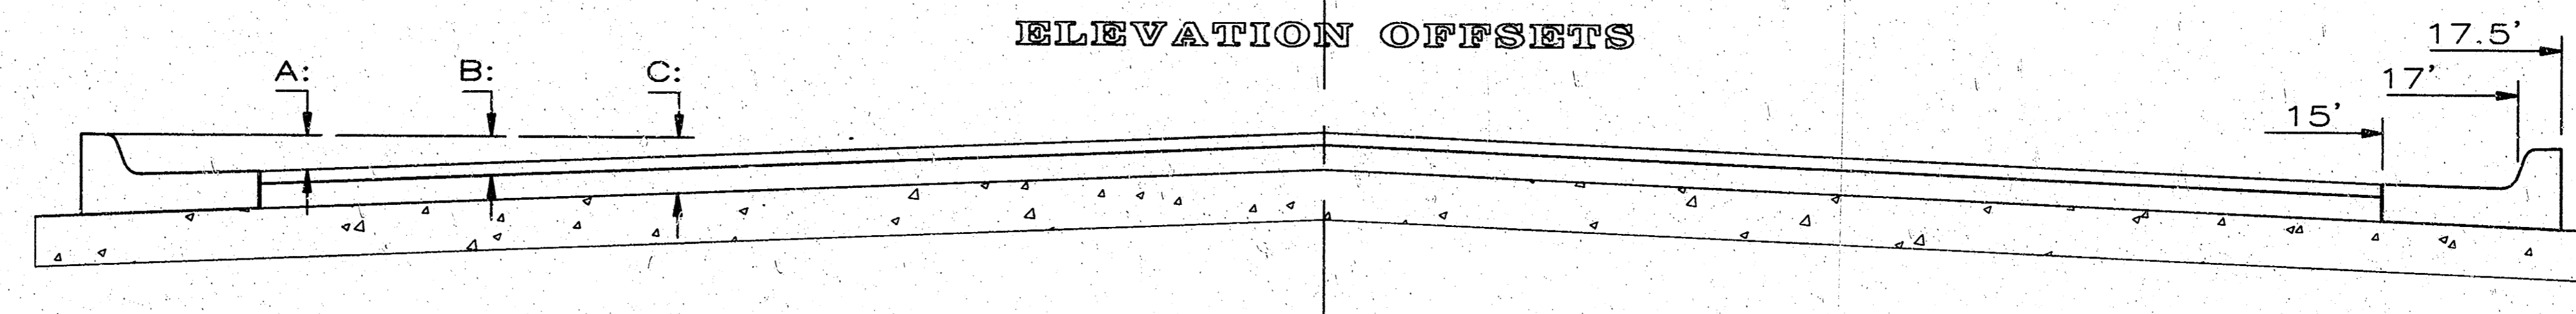 ELEVATION OFFSETS
A: B: C:
17.5'
17'
15'